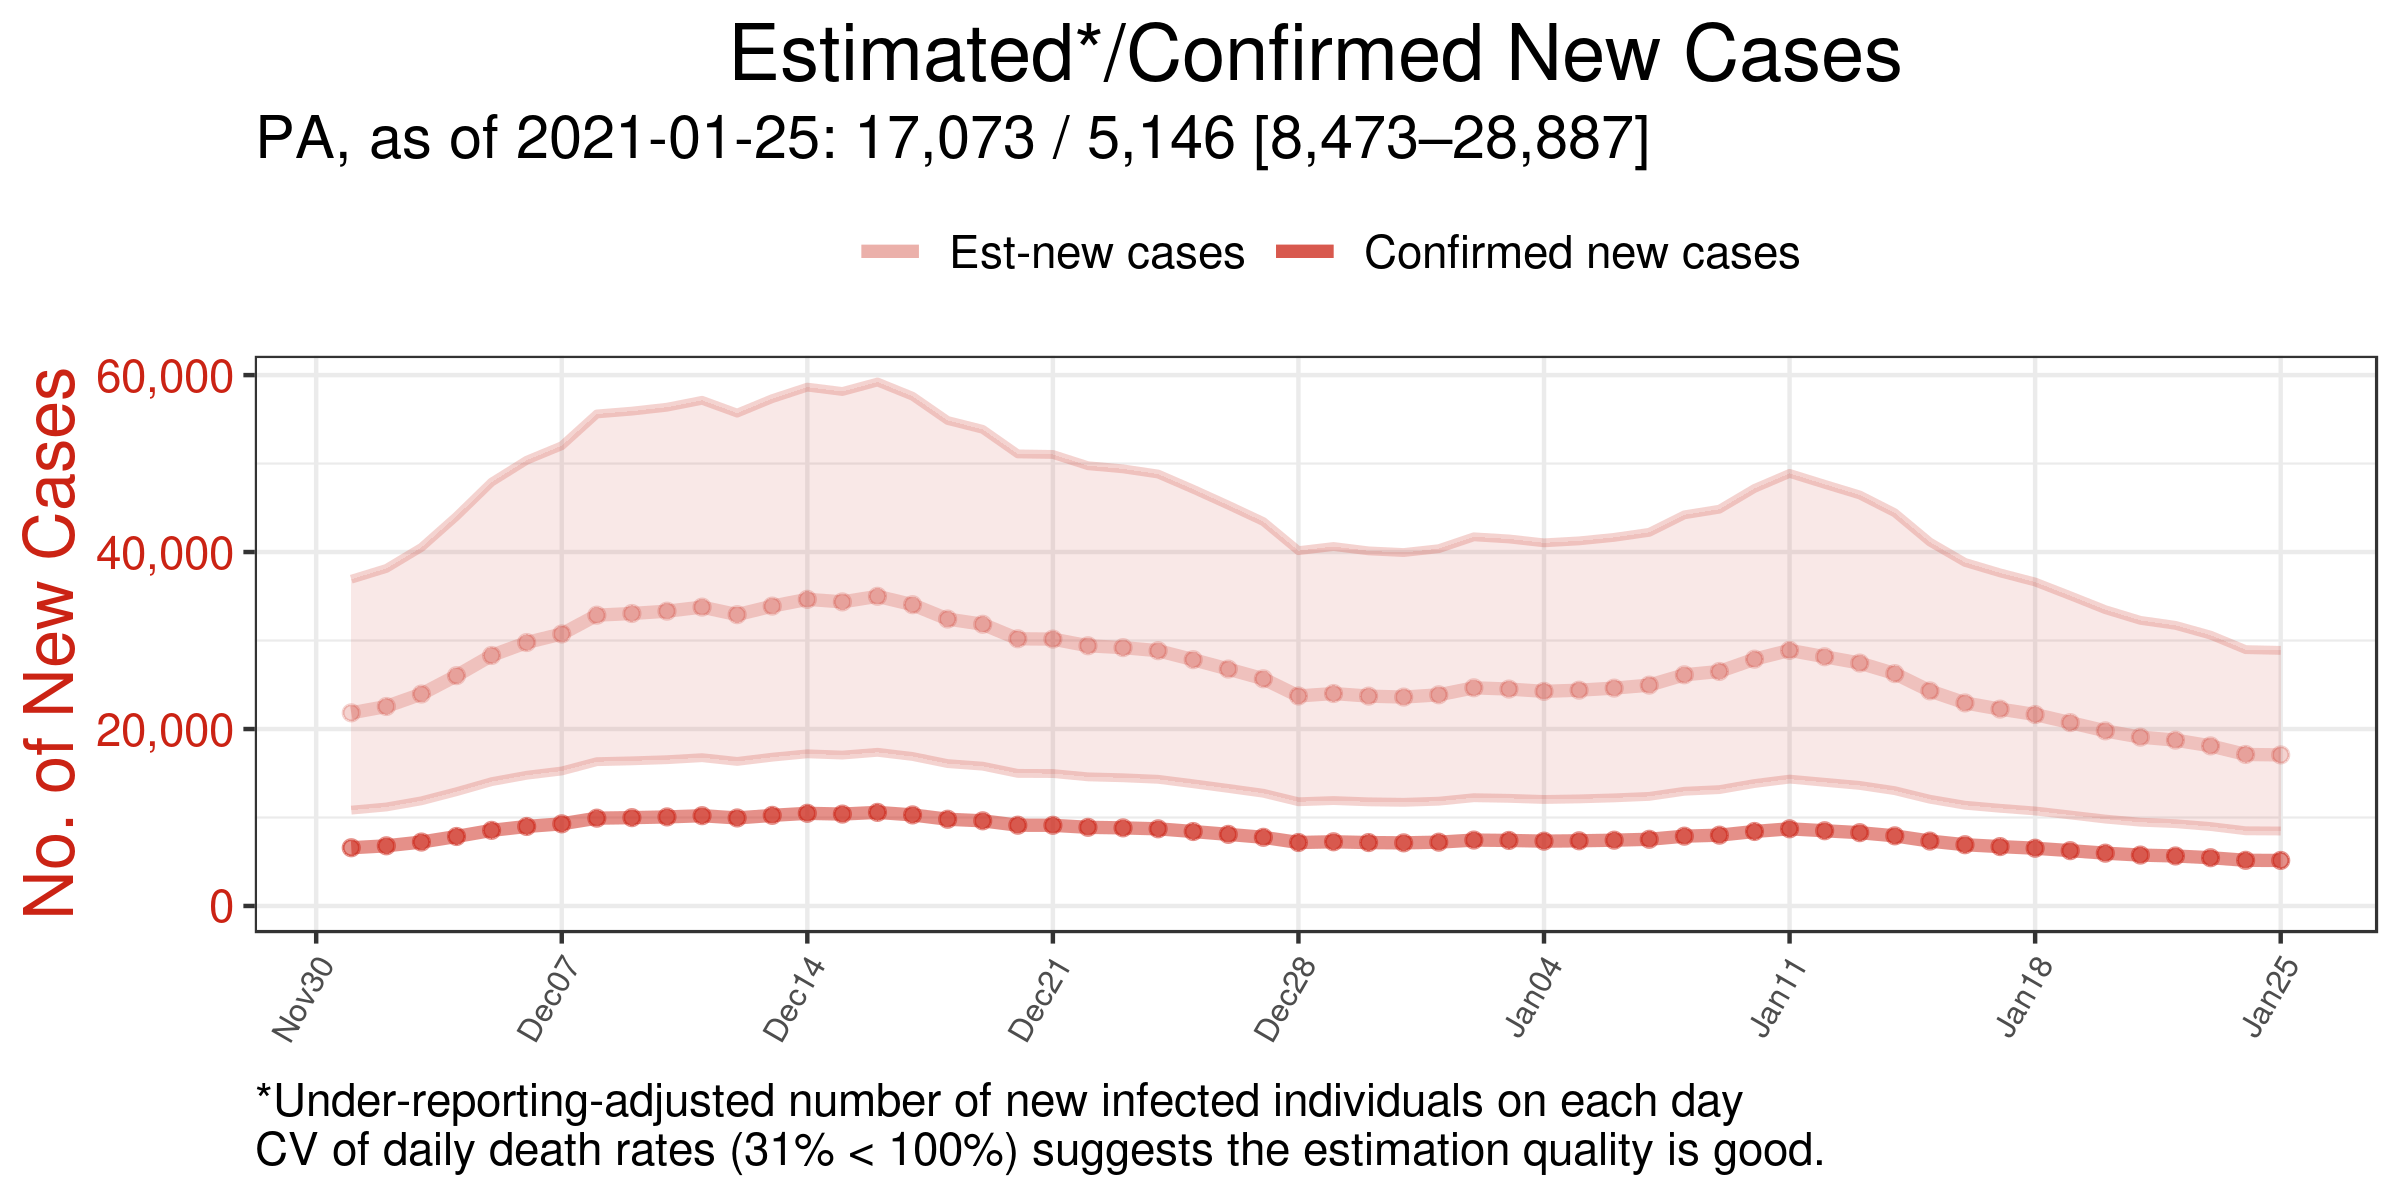 Estimated*/Confirmed New Cases
PA, as of 2021-01-25: 17,073 / 5,146 [8,473–28,887]
Est-new cases Confirmed new cases
No. of New Cases
60,000
40,000
20,000
0
Nov30 Dec07 Dec14 Dec21 Dec28 Jan04 Jan11 Jan18 Jan25
*Under-reporting-adjusted number of new infected individuals on each day
CV of daily death rates (31% < 100%) suggests the estimation quality is good.